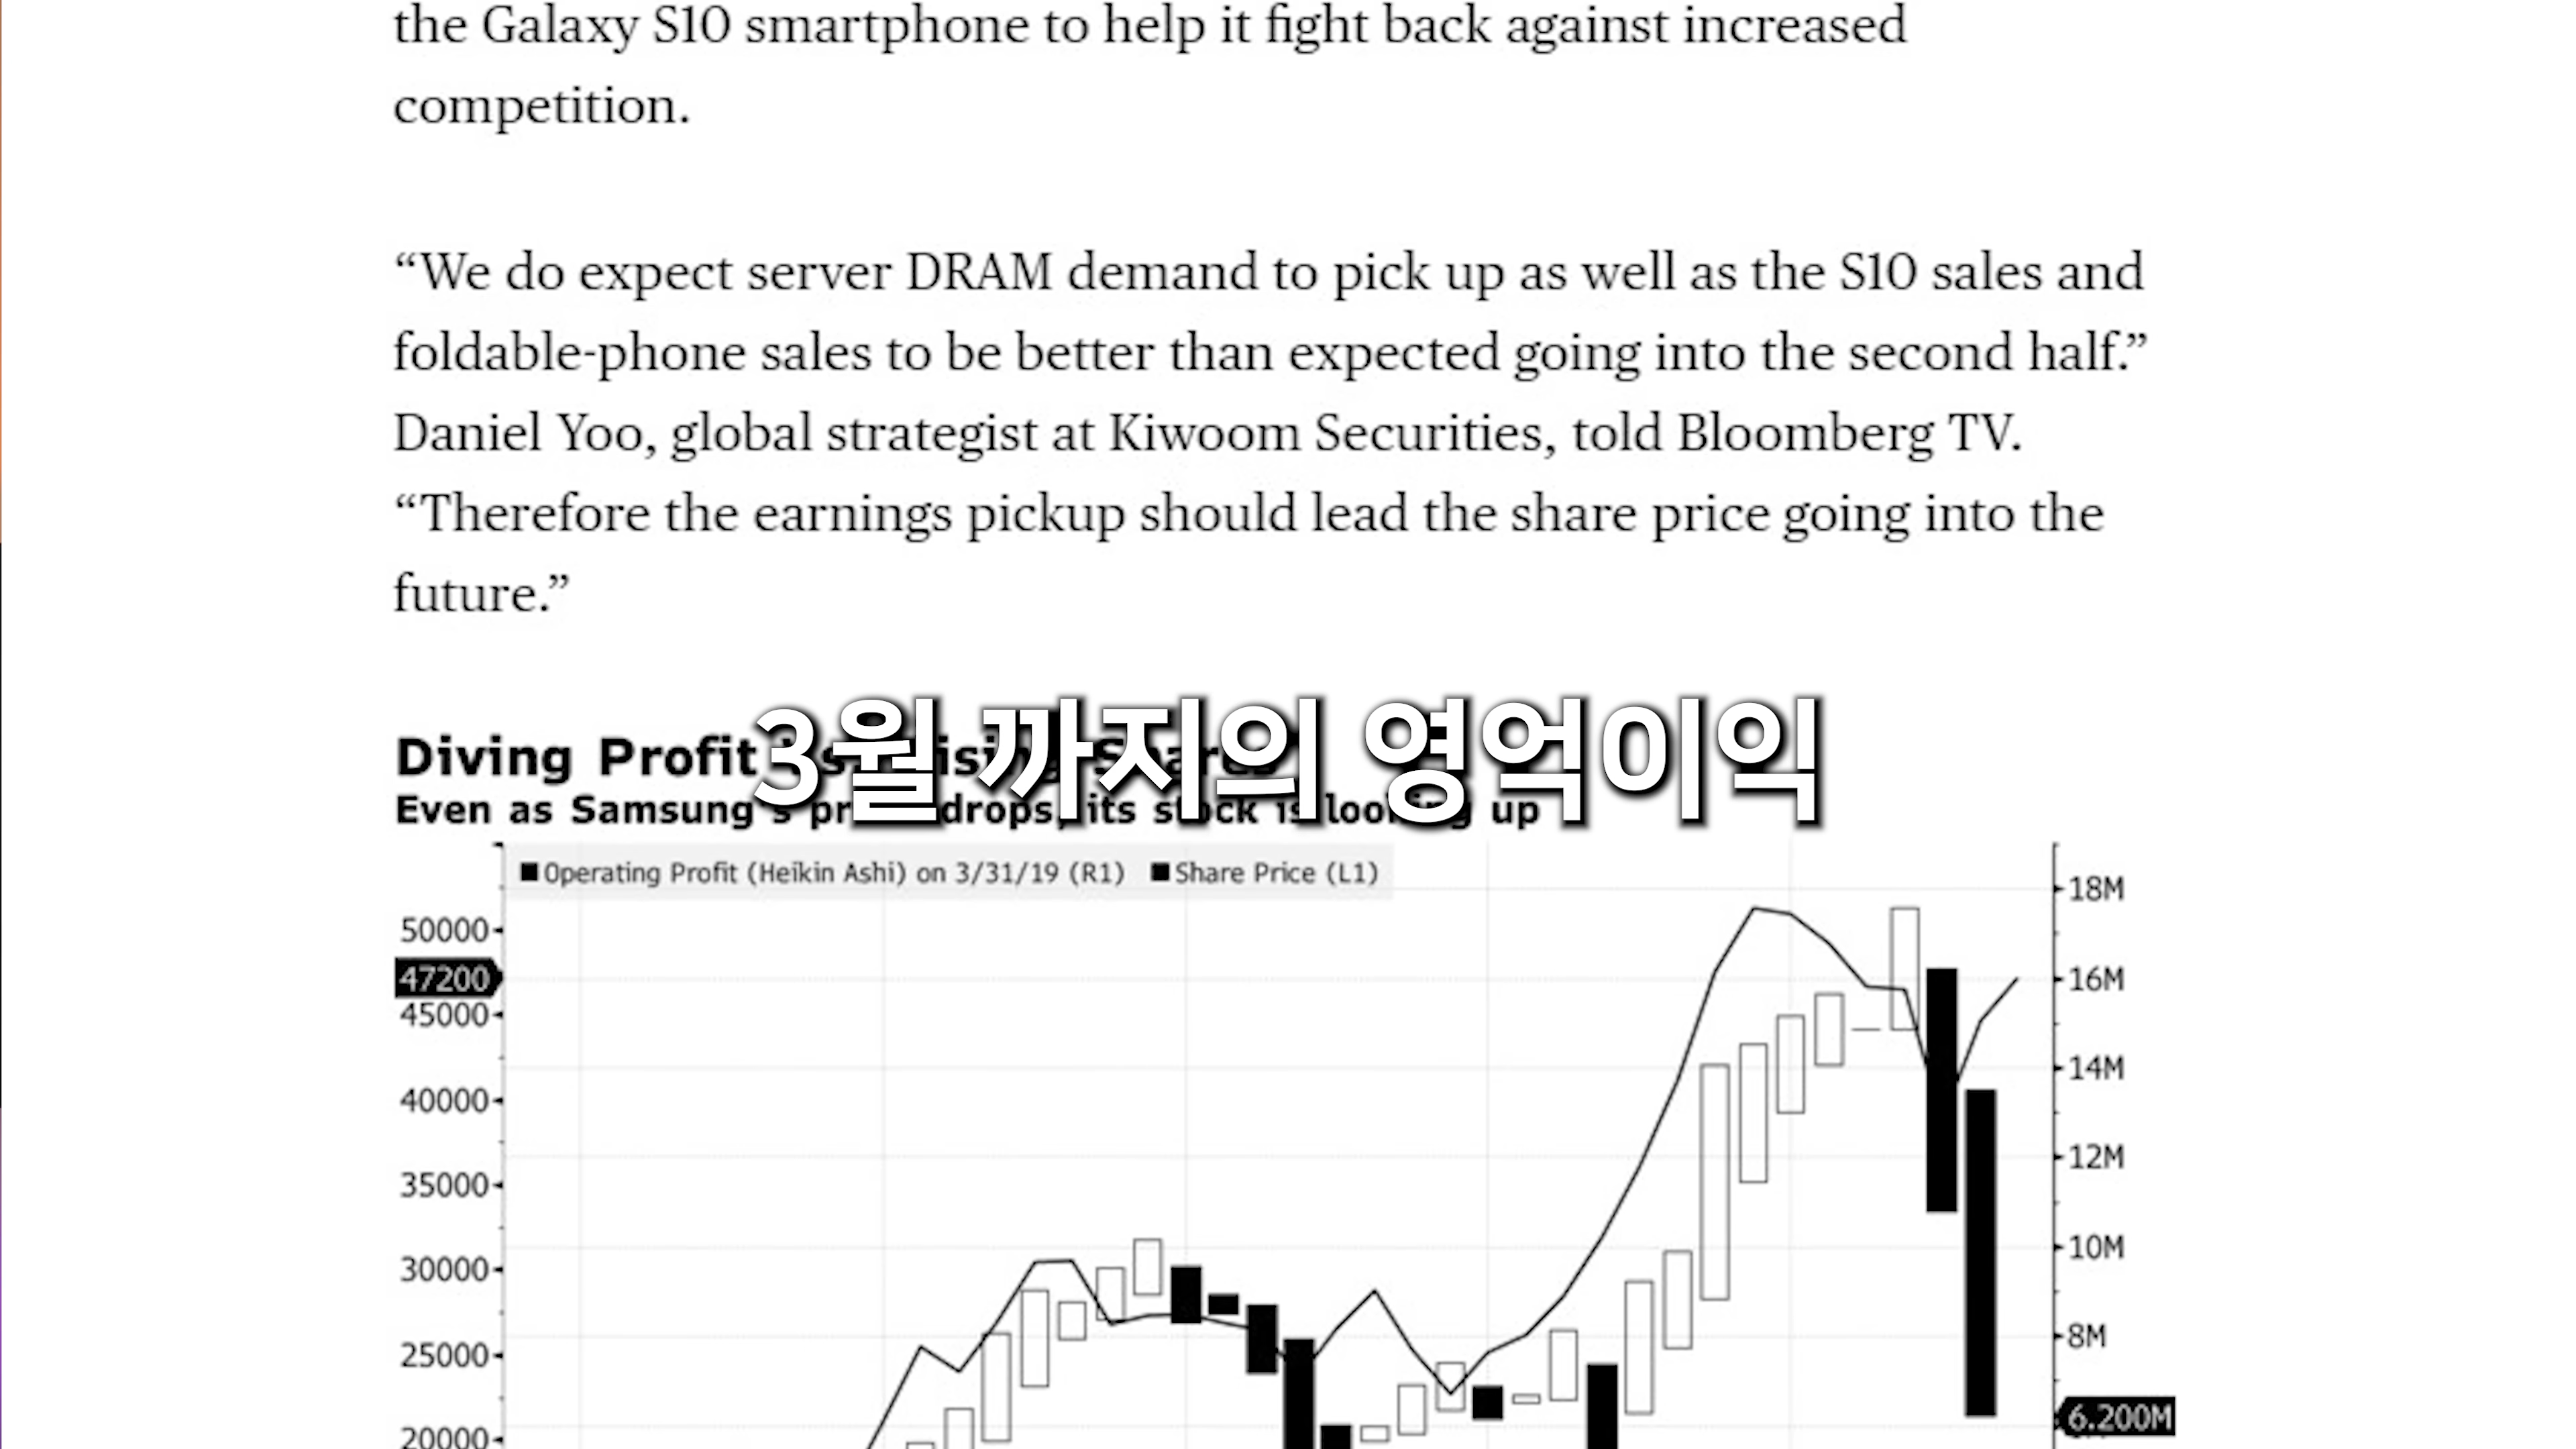 the Galaxy S10 smartphone to help it fight back against increased
competition.
“We do expect server DRAM demand to pick up as well as the S10 sales and
foldable-phone sales to be better than expected going into the second half.”
Daniel Yoo, global strategist at Kiwoom Securities, told Bloomberg TV.
“Therefore the earnings pickup should lead the share price going into the
future.”
3월 까지의 영억이익
Diving Profit
Even as Samsung's drops, its stock is looking up
Operating Profit (Heikin Ashi) on 3/31/19 (R1) Share Price (L1)
18M
50000
47200
16M
45000
14M
40000
12M
35000
10M
30000
8M
25000
6.200M
20000